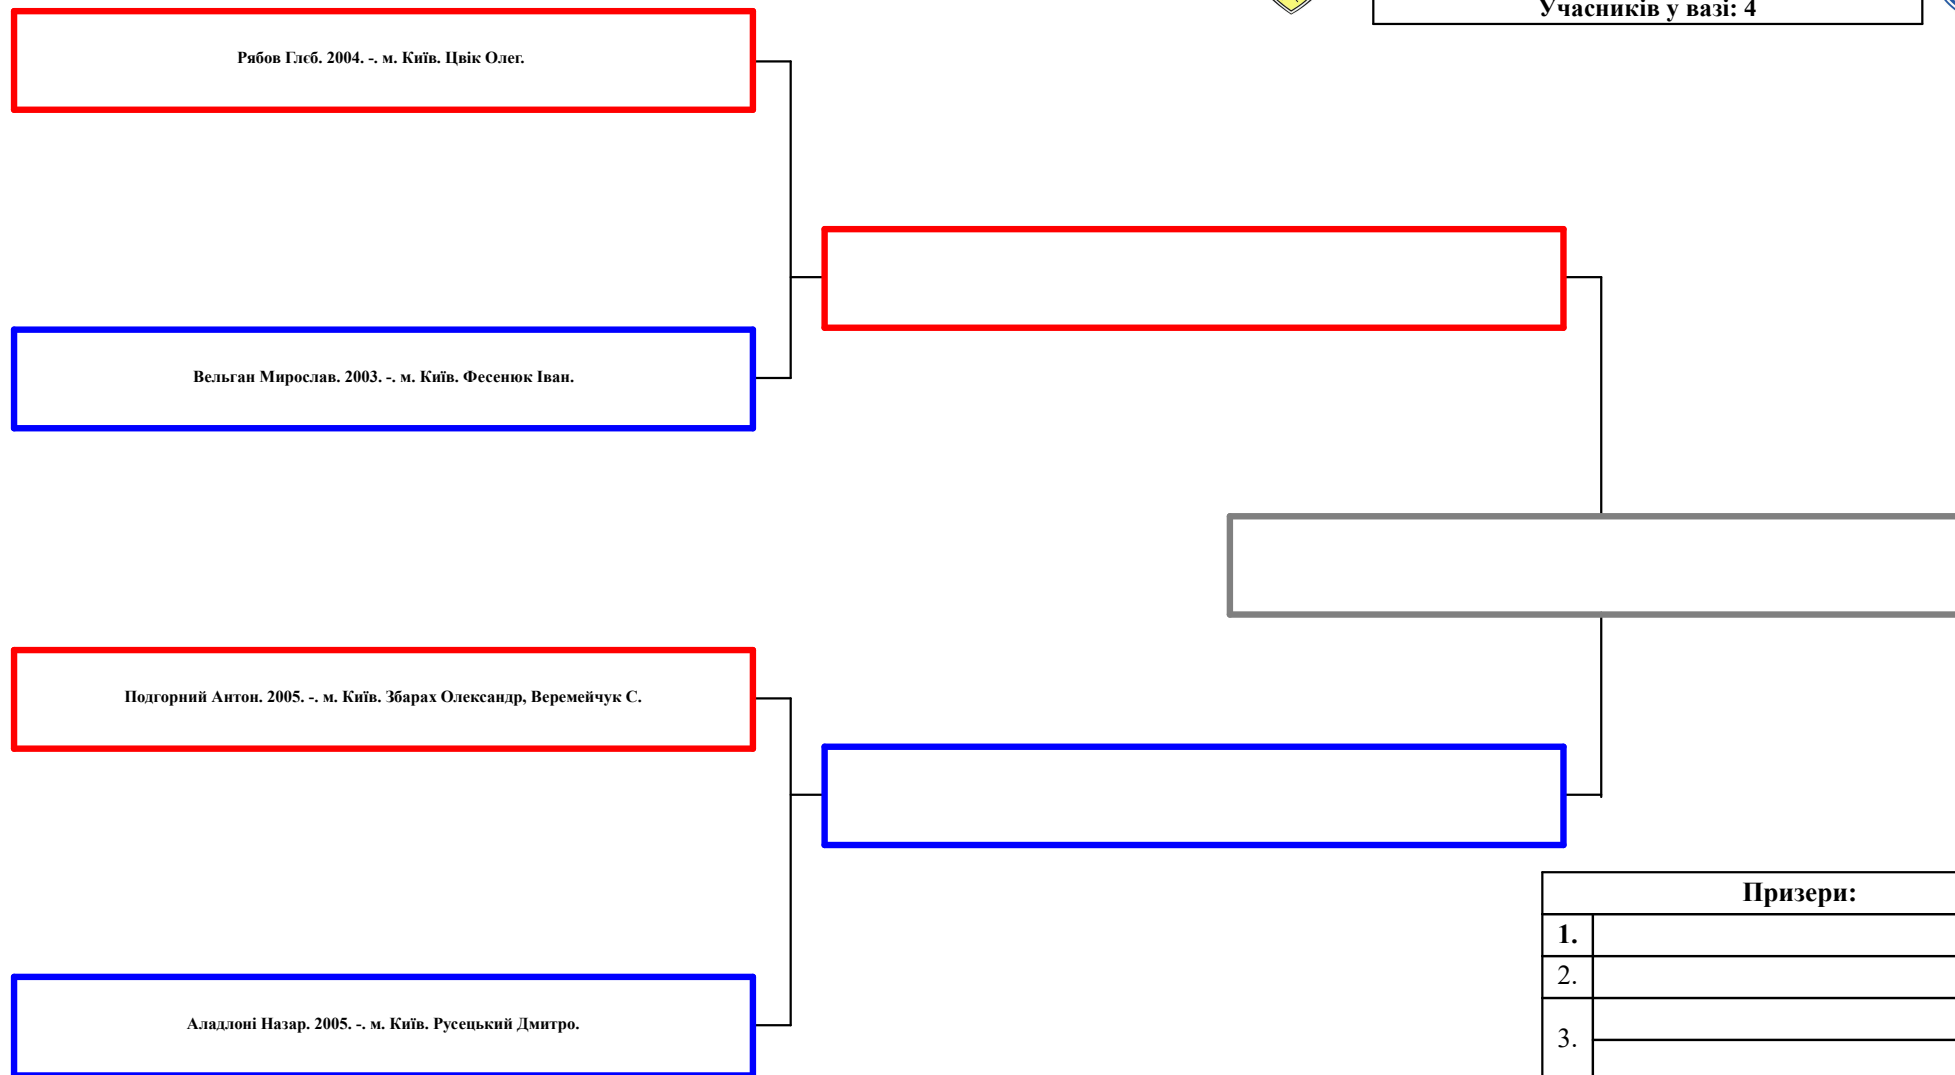 Учасників у вазі: 4
Рябов Глєб. 2004. -. м. Київ. Цвік Олег.
Вельган Мирослав. 2003. -. м. Київ. Фесенюк Іван.
Подгорний Антон. 2005. -. м. Київ. Збарах Олександр, Веремейчук С.
Аладлоні Назар. 2005. -. м. Київ. Русецький Дмитро.
Призери:
1.
2.
3.